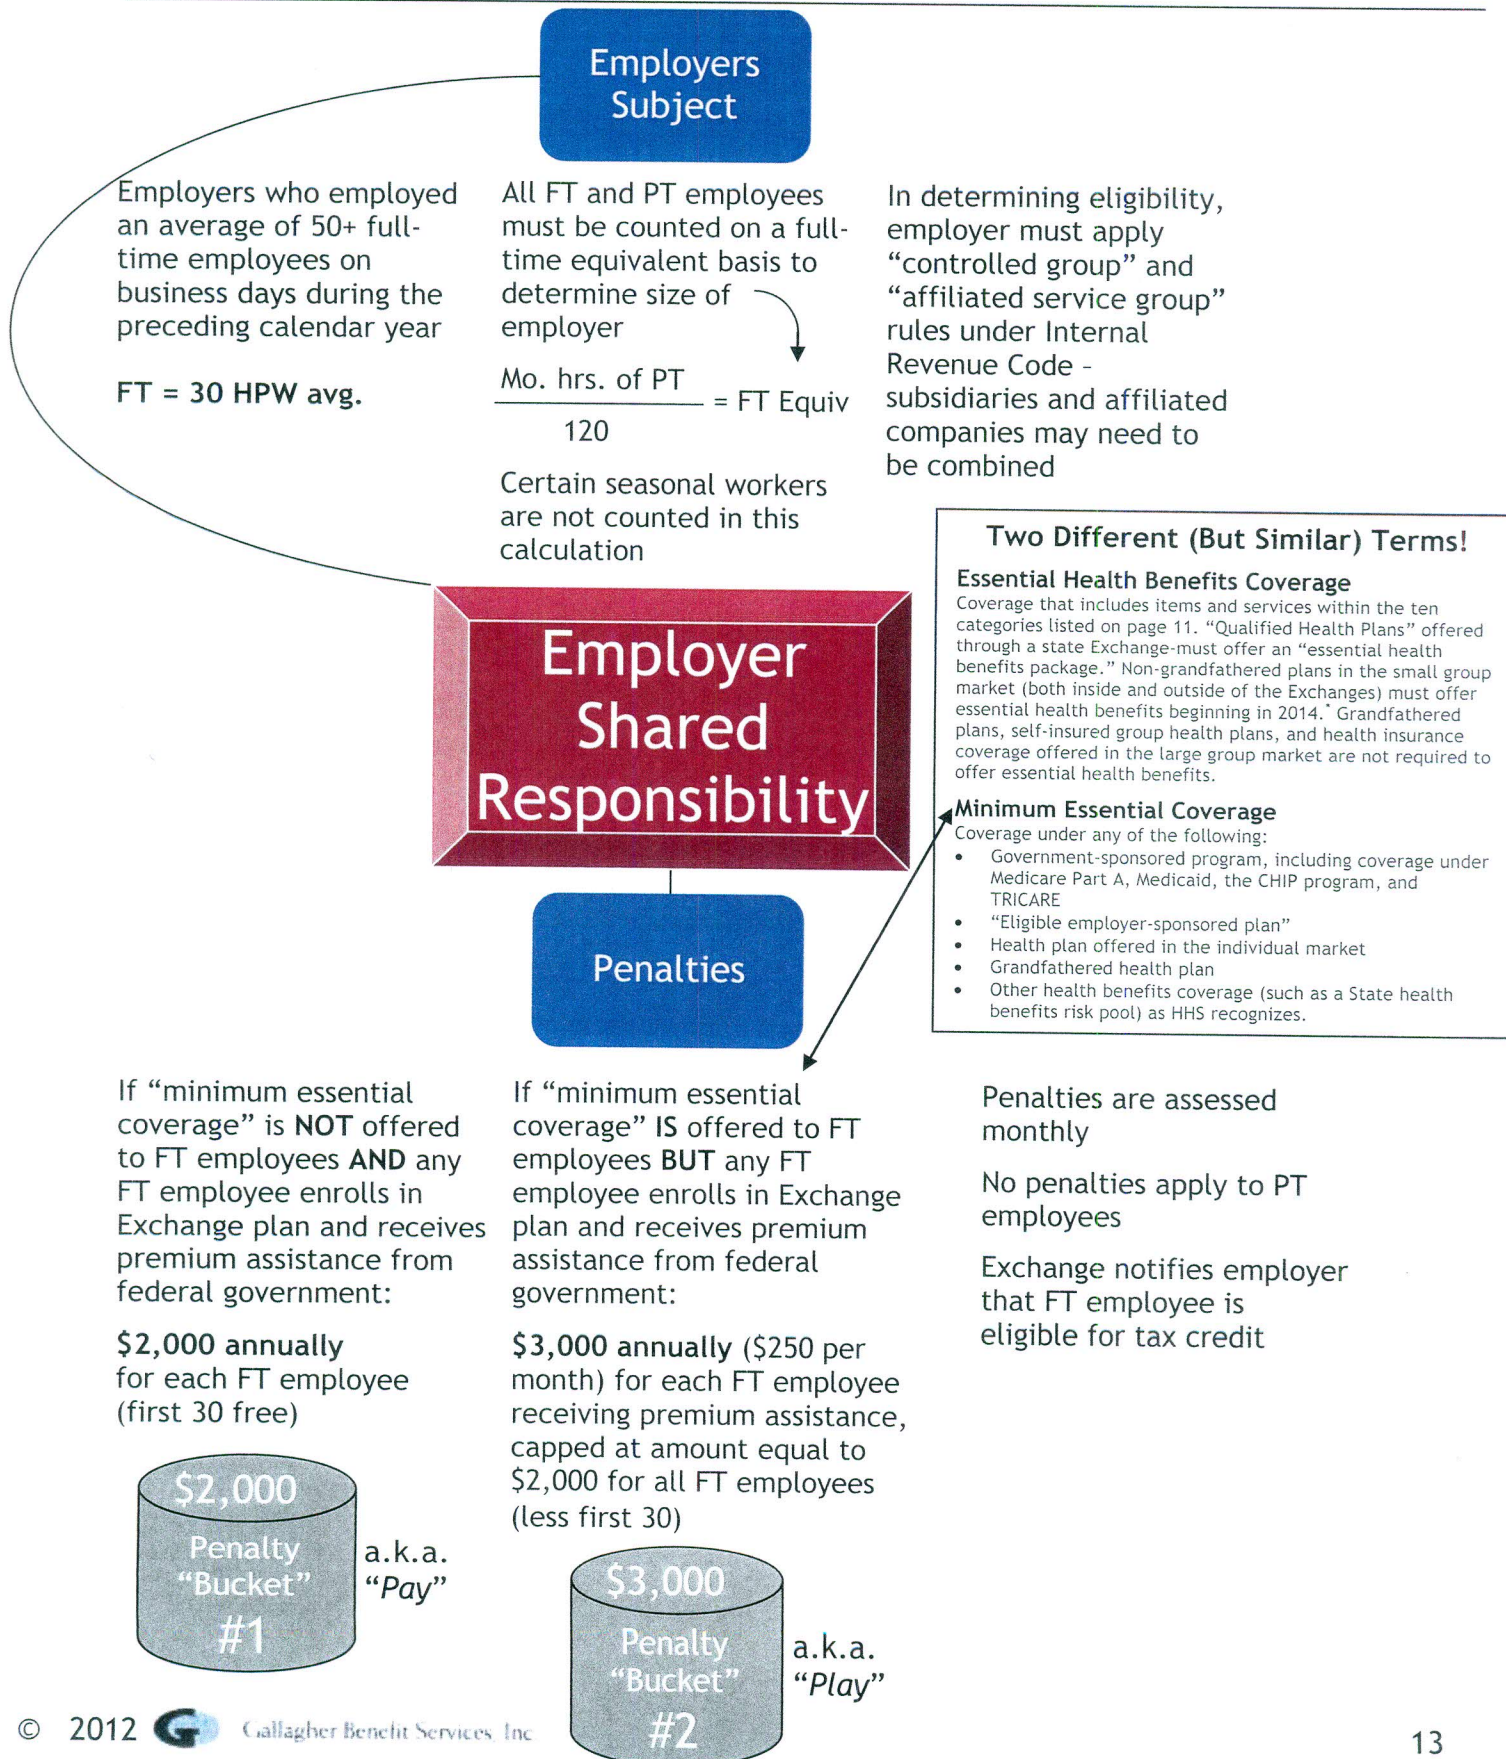 Employers
Subject
Employers who employed
an average of 50+ full-
time employees on
business days during the
preceding calendar year
FT = 30 HPW avg.
All FT and PT employees
must be counted on a full-
time equivalent basis to
determine size of
employer
Mo. hrs. of PT
120
= FT Equiv
Certain seasonal workers
are not counted in this
calculation
In determining eligibility,
employer must apply
“controlled group” and
“affiliated service group”
rules under Internal
Revenue Code -
subsidiaries and affiliated
companies may need to
be combined
Two Different (But Similar) Terms!
Essential Health Benefits Coverage
Coverage that includes items and services within the ten
categories listed on page 11. “Qualified Health Plans” offered
through a state Exchange-must offer an “essential health
benefits package.” Non-grandfathered plans in the small group
market (both inside and outside of the Exchanges) must offer
essential health benefits beginning in 2014.* Grandfathered
plans, self-insured group health plans, and health insurance
coverage offered in the large group market are not required to
offer essential health benefits.
Minimum Essential Coverage
Coverage under any of the following:
• Government-sponsored program, including coverage under
Medicare Part A, Medicaid, the CHIP program, and
TRICARE
• “Eligible employer-sponsored plan”
• Health plan offered in the individual market
• Grandfathered health plan
• Other health benefits coverage (such as a State health
benefits risk pool) as HHS recognizes.
Employer
Shared
Responsibility
Penalties
If “minimum essential
coverage” is NOT offered
to FT employees AND any
FT employee enrolls in
Exchange plan and receives
premium assistance from
federal government:
$2,000 annually
for each FT employee
(first 30 free)
$2,000
Penalty
“Bucket”
#1
a.k.a.
“Pay”
If “minimum essential
coverage” IS offered to FT
employees BUT any FT
employee enrolls in Exchange
plan and receives premium
assistance from federal
government:
$3,000 annually ($250 per
month) for each FT employee
receiving premium assistance,
capped at amount equal to
$2,000 for all FT employees
(less first 30)
$3,000
Penalty
“Bucket”
#2
a.k.a.
“Play”
Penalties are assessed
monthly
No penalties apply to PT
employees
Exchange notifies employer
that FT employee is
eligible for tax credit
© 2012 G Gallagher Benefit Services, Inc
13